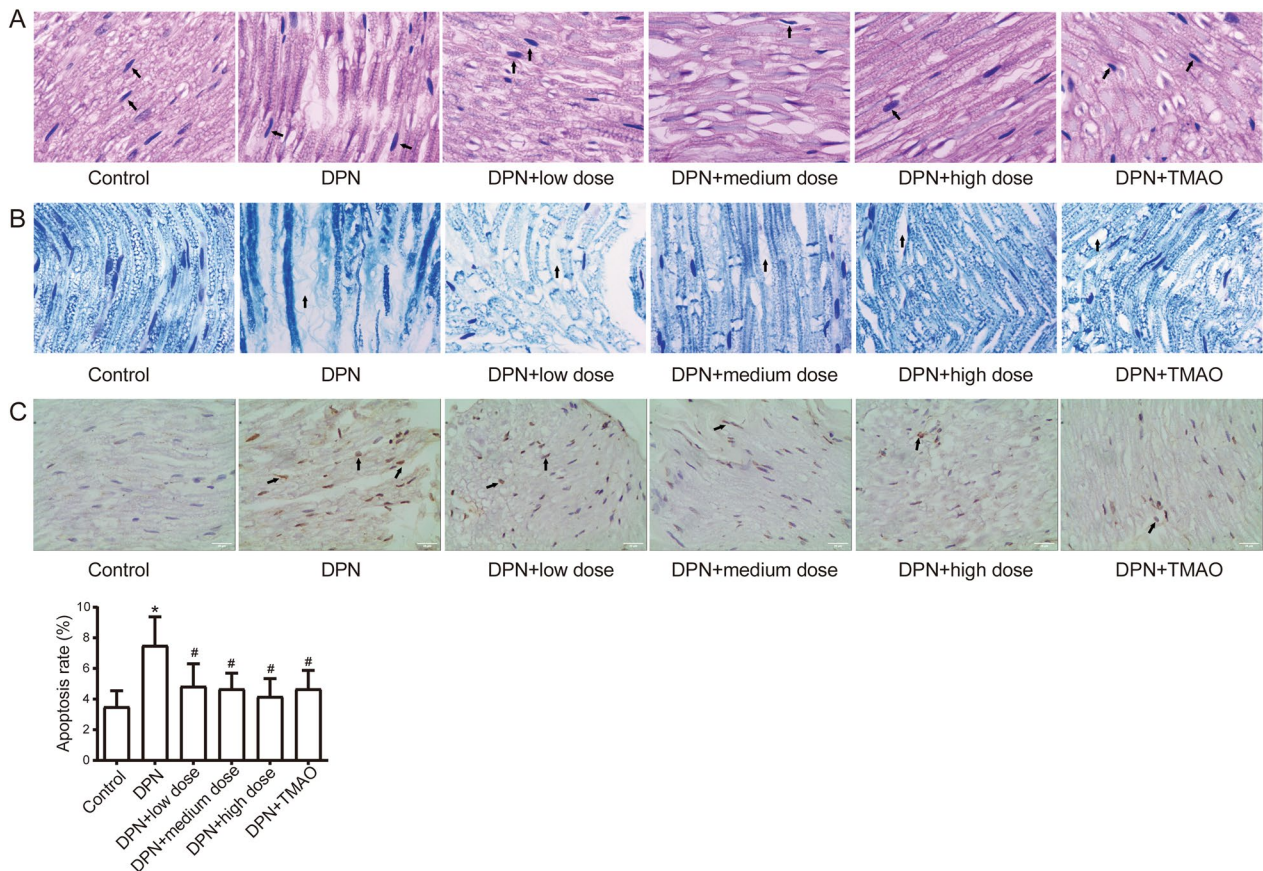 A
Control DPN DPN+low dose DPN+medium dose DPN+high dose DPN+TMAO
B
Control DPN DPN+low dose DPN+medium dose DPN+high dose DPN+TMAO
C
Control DPN DPN+low dose DPN+medium dose DPN+high dose DPN+TMAO
Apoptosis rate (%)
10
8
6
4
2
0
* # # # #
Control
DPN
DPN+low dose
DPN+medium dose
DPN+high dose
DPN+TMAO